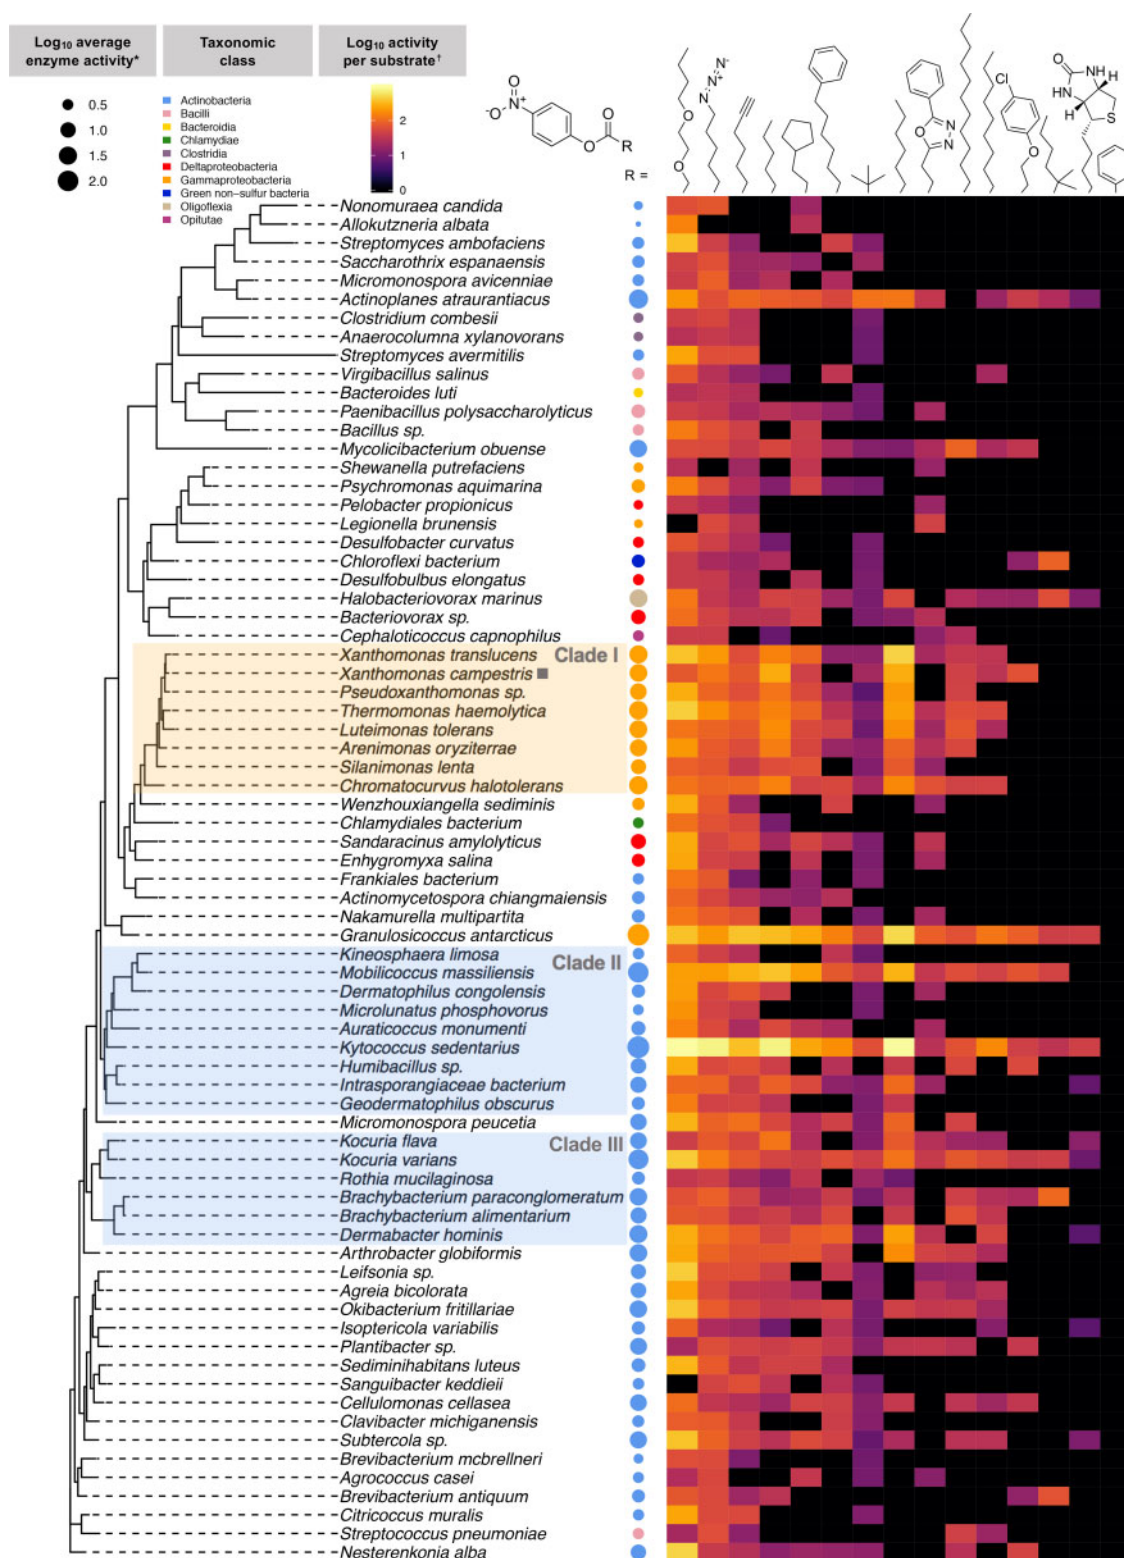 Log10 average
enzyme activity*
Taxonomic
class
Log10 activity
per substrate†
0.5
1.0
1.5
2.0
Actinobacteria
Bacilli
Bacteroidia
Chlamydiae
Clostridia
Deltaproteobacteria
Gammaproteobacteria
Green non–sulfur bacteria
Oligoflexia
Opitutae
2
1
0
O
-O
N+
O
O
R
R =
O
O
N-
N+
N
O
N
N
Cl
O
O
HN
NH
H
H
S
Nonomuraea candida
Allokutzneria albata
Streptomyces ambofaciens
Saccharothrix espanaensis
Micromonospora avicenniae
Actinoplanes atraurantiacus
Clostridium combesii
Anaerocolumna xylanovorans
Streptomyces avermitilis
Virgibacillus salinus
Bacteroides luti
Paenibacillus polysaccharolyticus
Bacillus sp.
Mycolicibacterium obuense
Shewanella putrefaciens
Psychromonas aquimarina
Pelobacter propionicus
Legionella brunensis
Desulfobacter curvatus
Chloroflexi bacterium
Desulfobulbus elongatus
Halobacteriovorax marinus
Bacteriovorax sp.
Cephaloticoccus capnophilus
Xanthomonas translucens Clade I
Xanthomonas campestris
Pseudoxanthomonas sp.
Thermomonas haemolytica
Luteimonas tolerans
Arenimonas oryziterrae
Silanimonas lenta
Chromatocurvus halotolerans
Wenzhouxiangella sediminis
Chlamydiales bacterium
Sandaracinus amylolyticus
Enhygromyxa salina
Frankiales bacterium
Actinomycetospora chiangmaiensis
Nakamurella multipartita
Granulosicoccus antarcticus
Kineosphaera limosa Clade II
Mobilicoccus massiliensis
Dermatophilus congolensis
Microlunatus phosphovorus
Auraticoccus monumenti
Kytococcus sedentarius
Humibacillus sp.
Intrasporangiaceae bacterium
Geodermatophilus obscurus
Micromonospora peucetia
Kocuria flava Clade III
Kocuria varians
Rothia mucilaginosa
Brachybacterium paraconglomeratum
Brachybacterium alimentarium
Dermabacter hominis
Arthrobacter globiformis
Leifsonia sp.
Agreia bicolorata
Okibacterium fritillariae
Isoptericola variabilis
Plantibacter sp.
Sediminihabitans luteus
Sanguibacter keddieii
Cellulomonas cellasea
Clavibacter michiganensis
Subtercola sp.
Brevibacterium mcbrellneri
Agrococcus casei
Brevibacterium antiquum
Citricoccus muralis
Streptococcus pneumoniae
Nesterenkonia alba